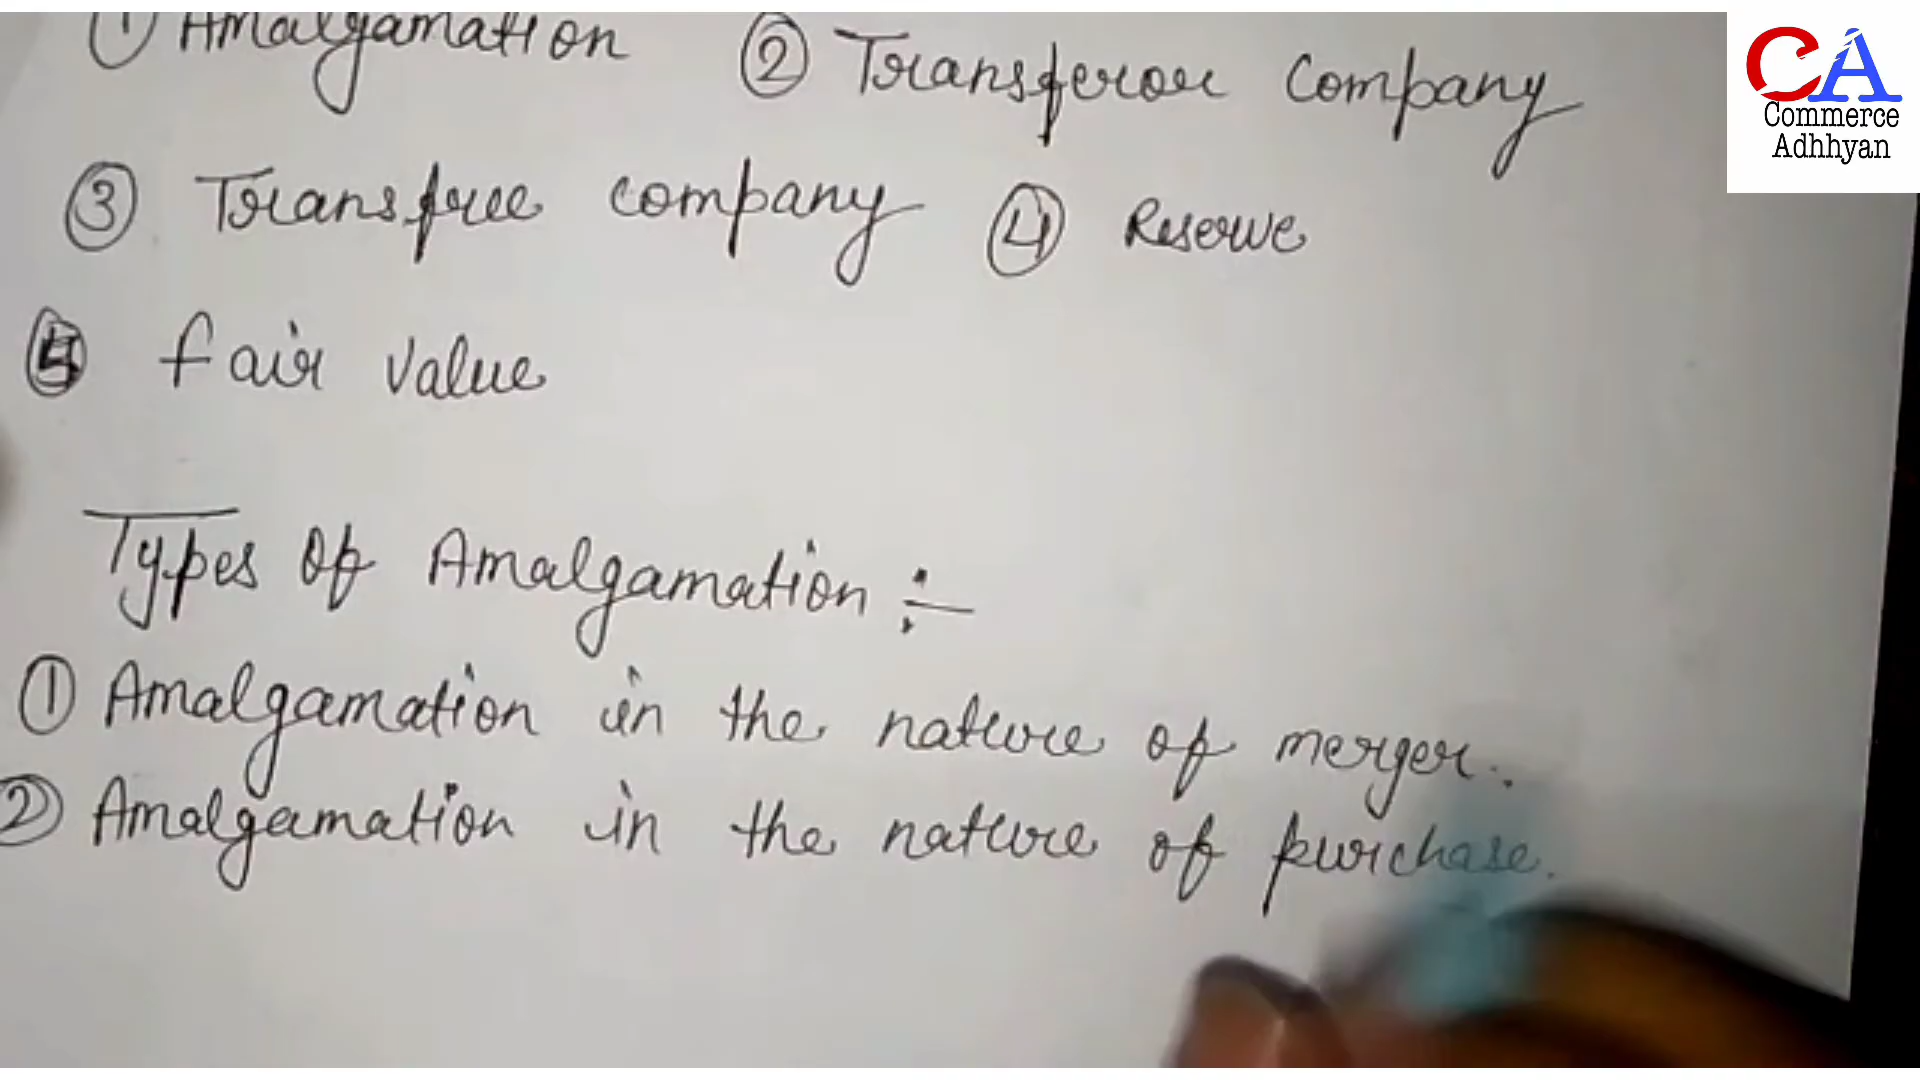 ① Amalgamation ② Transferor Company
③ Transfree company ④ Reserve
5 fair value
Types of Amalgamation :-
① Amalgamation in the nature of merger.
② Amalgamation in the nature of purchase.
CA
Commerce
Adhhyan